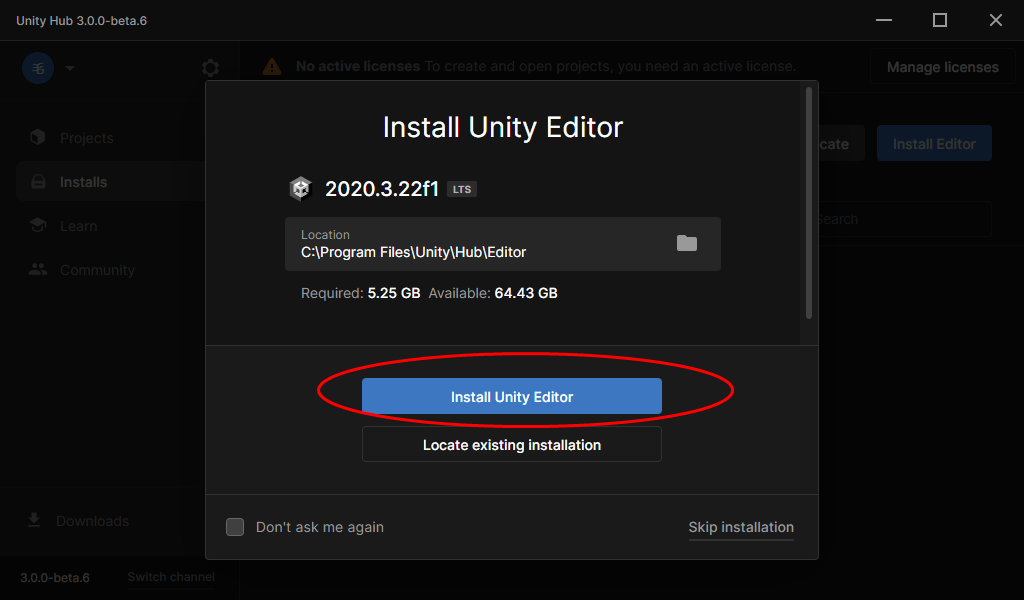 Unity Hub 3.0.0-beta.6
No active licenses To create and open projects, you need an active license.
Manage licenses
Projects
Installs
Learn
Community
Downloads
3.0.0-beta.6 Switch channel
cate
Install Editor
Search
Install Unity Editor
2020.3.22f1 LTS
Location
C:\Program Files\Unity\Hub\Editor
Required: 5.25 GB Available: 64.43 GB
Install Unity Editor
Locate existing installation
Don't ask me again
Skip installation